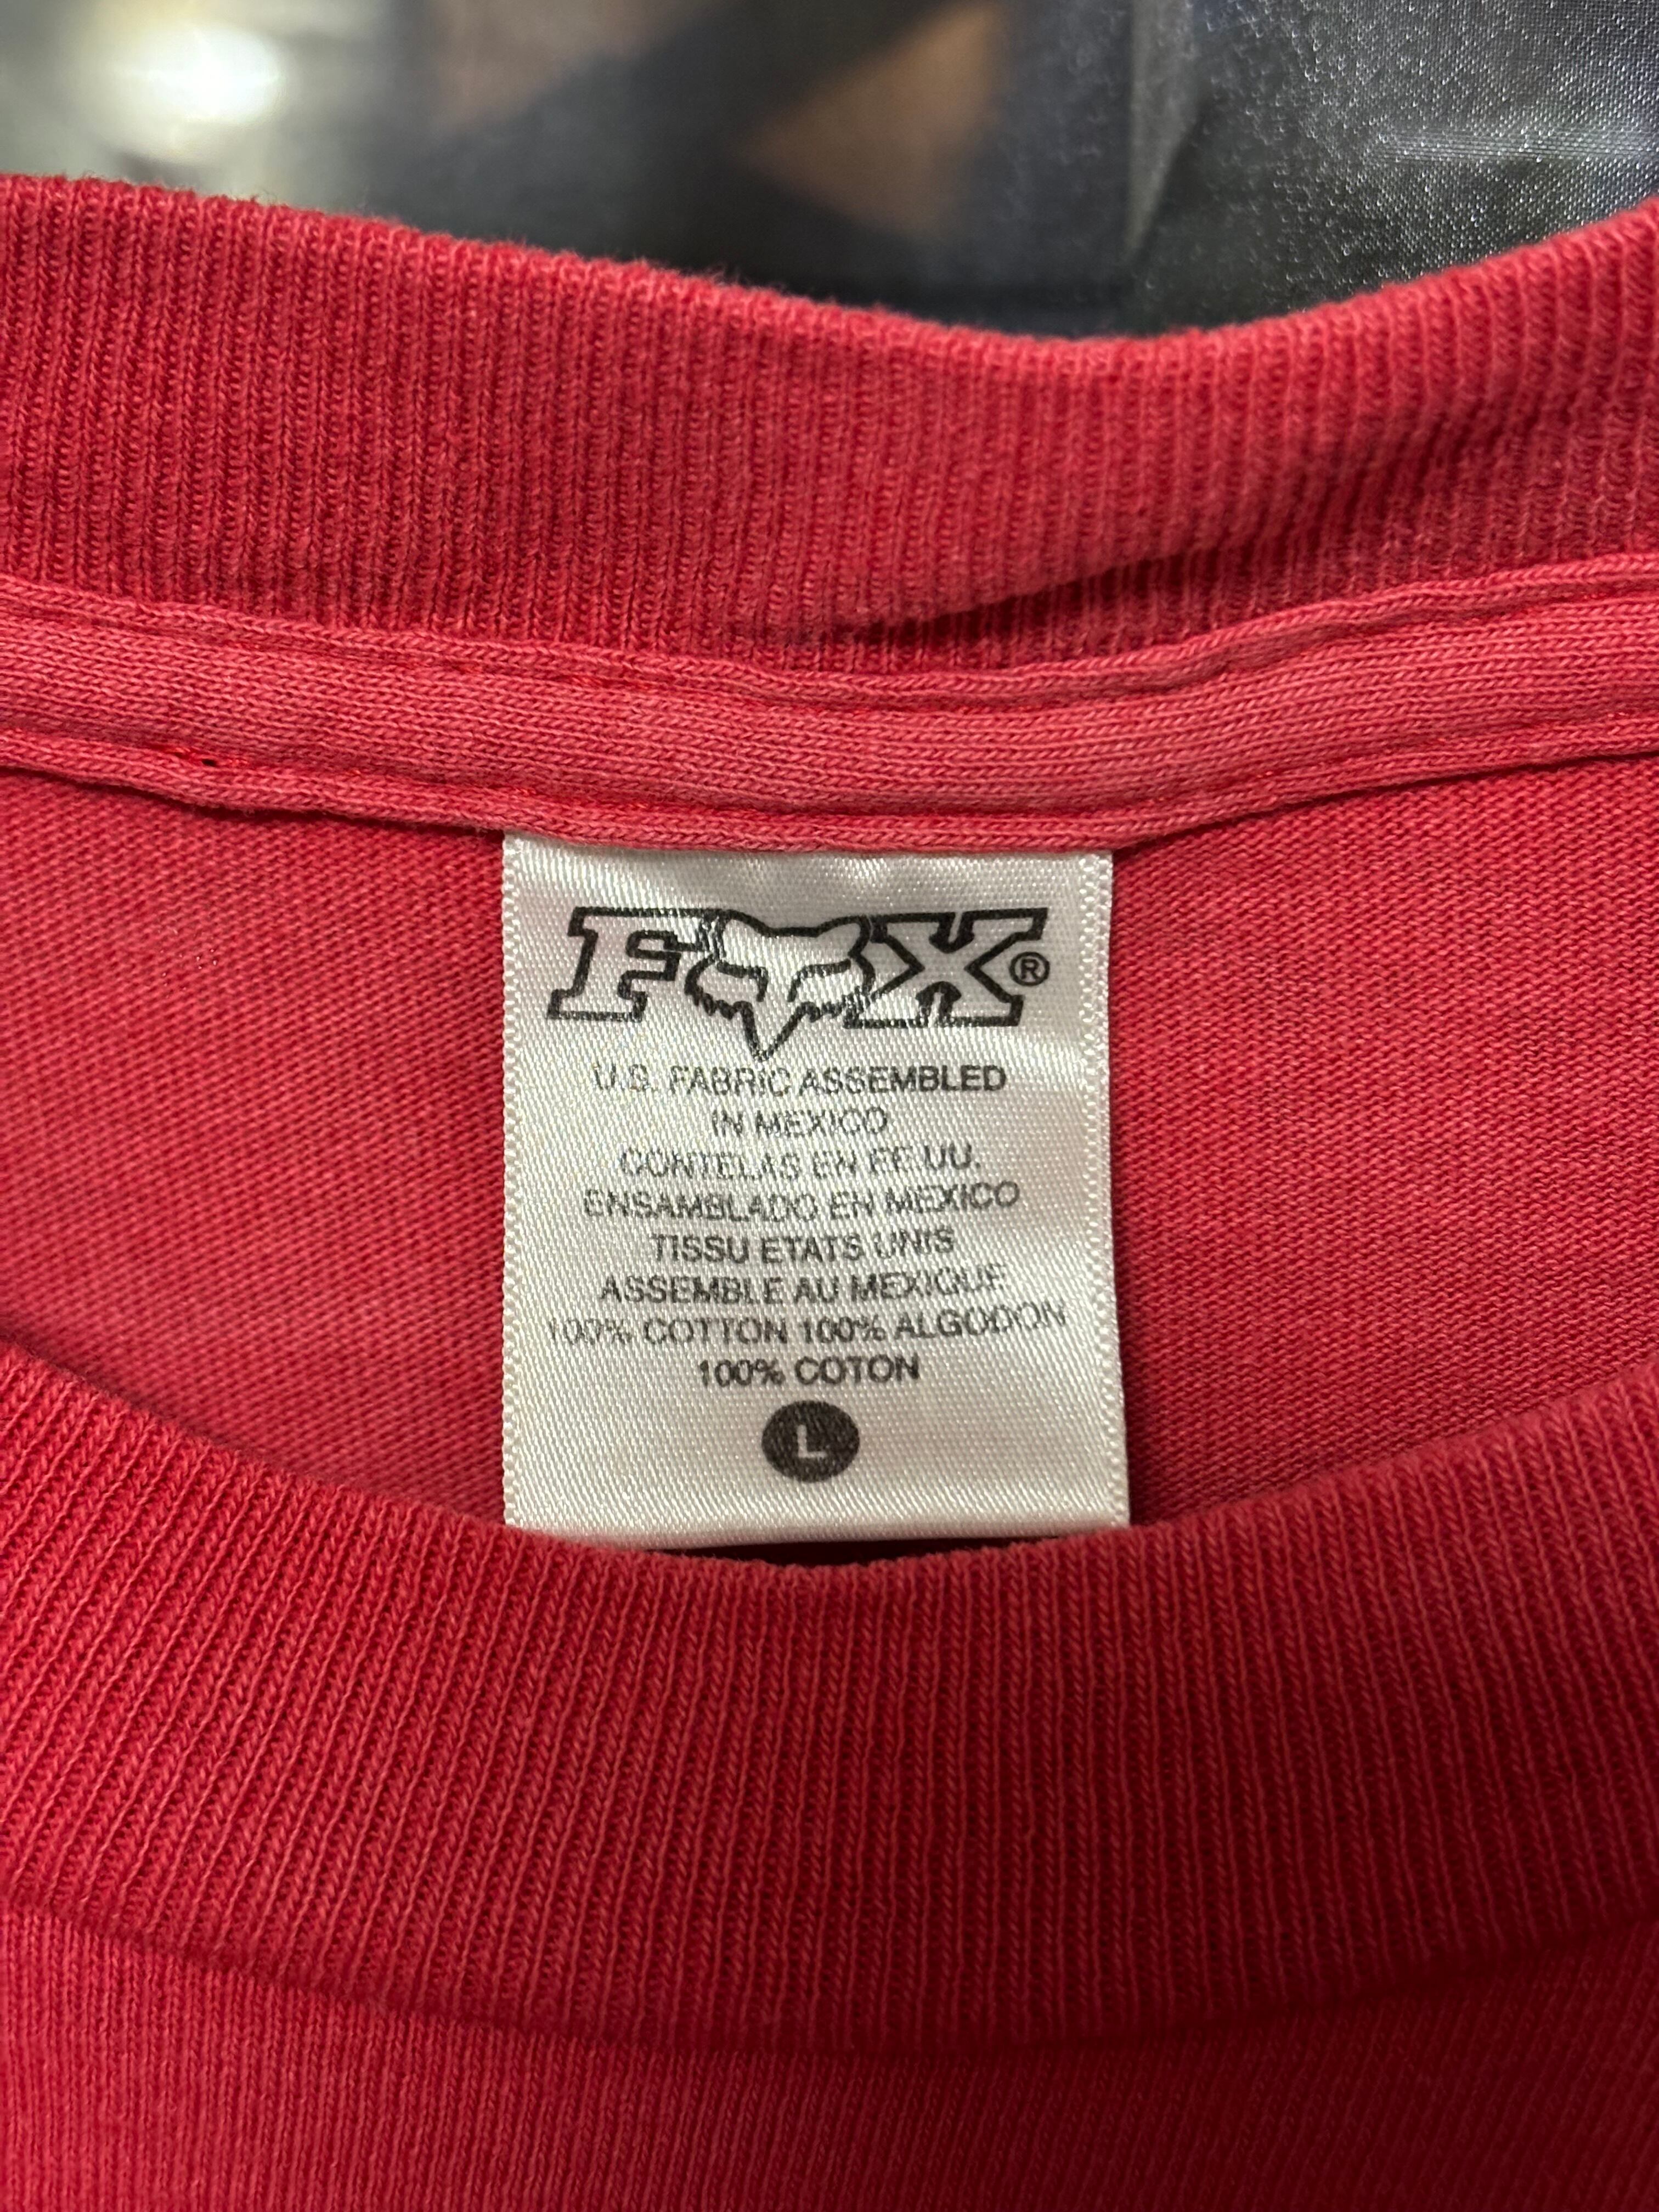 FOX®
U.S. FABRIC ASSEMBLED
IN MEXICO
CONTELAS EN EE.UU.
ENSAMBLADO EN MEXICO
TISSU ETATS UNIS
ASSEMBLE AU MEXIQUE
100% COTTON 100% ALGODON
100% COTON
L